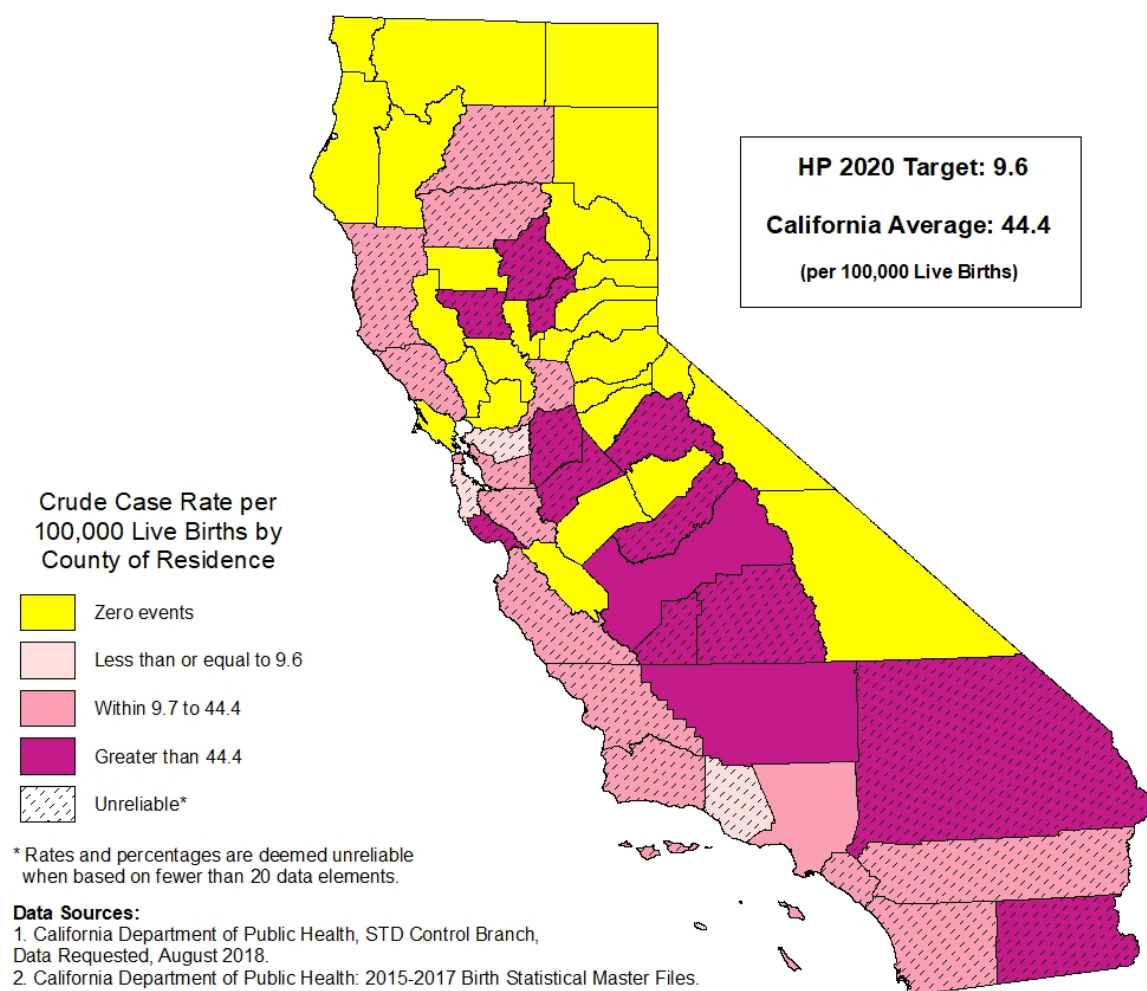 HP 2020 Target: 9.6
California Average: 44.4
(per 100,000 Live Births)
Crude Case Rate per
100,000 Live Births by
County of Residence
Zero events
Less than or equal to 9.6
Within 9.7 to 44.4
Greater than 44.4
Unreliable*
* Rates and percentages are deemed unreliable
when based on fewer than 20 data elements.
Data Sources:
1. California Department of Public Health, STD Control Branch,
Data Requested, August 2018.
2. California Department of Public Health: 2015-2017 Birth Statistical Master Files.